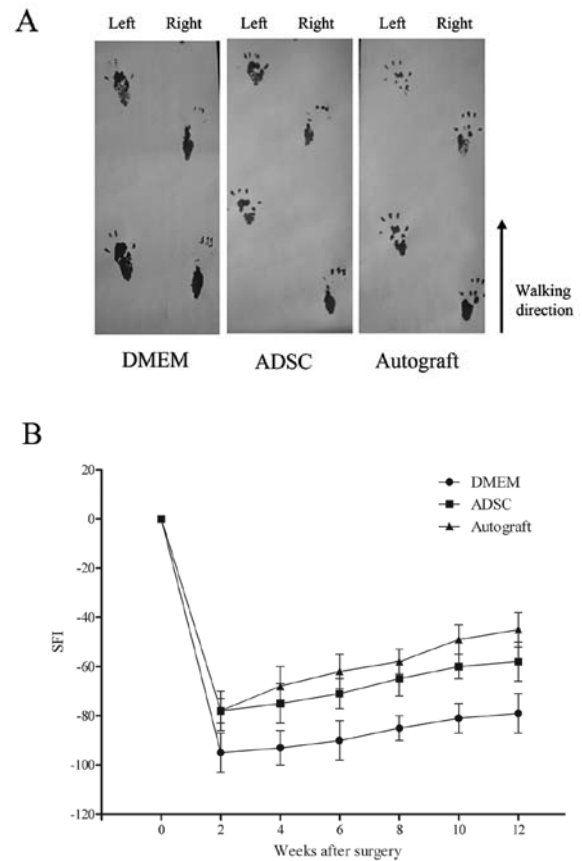 A
Left Right Left Right Left Right
Walking
direction
DMEM ADSC Autograft
B
20
0
-20
-40
-60
-80
-100
-120
SFI
DMEM
ADSC
Autograft
0 2 4 6 8 10 12
Weeks after surgery